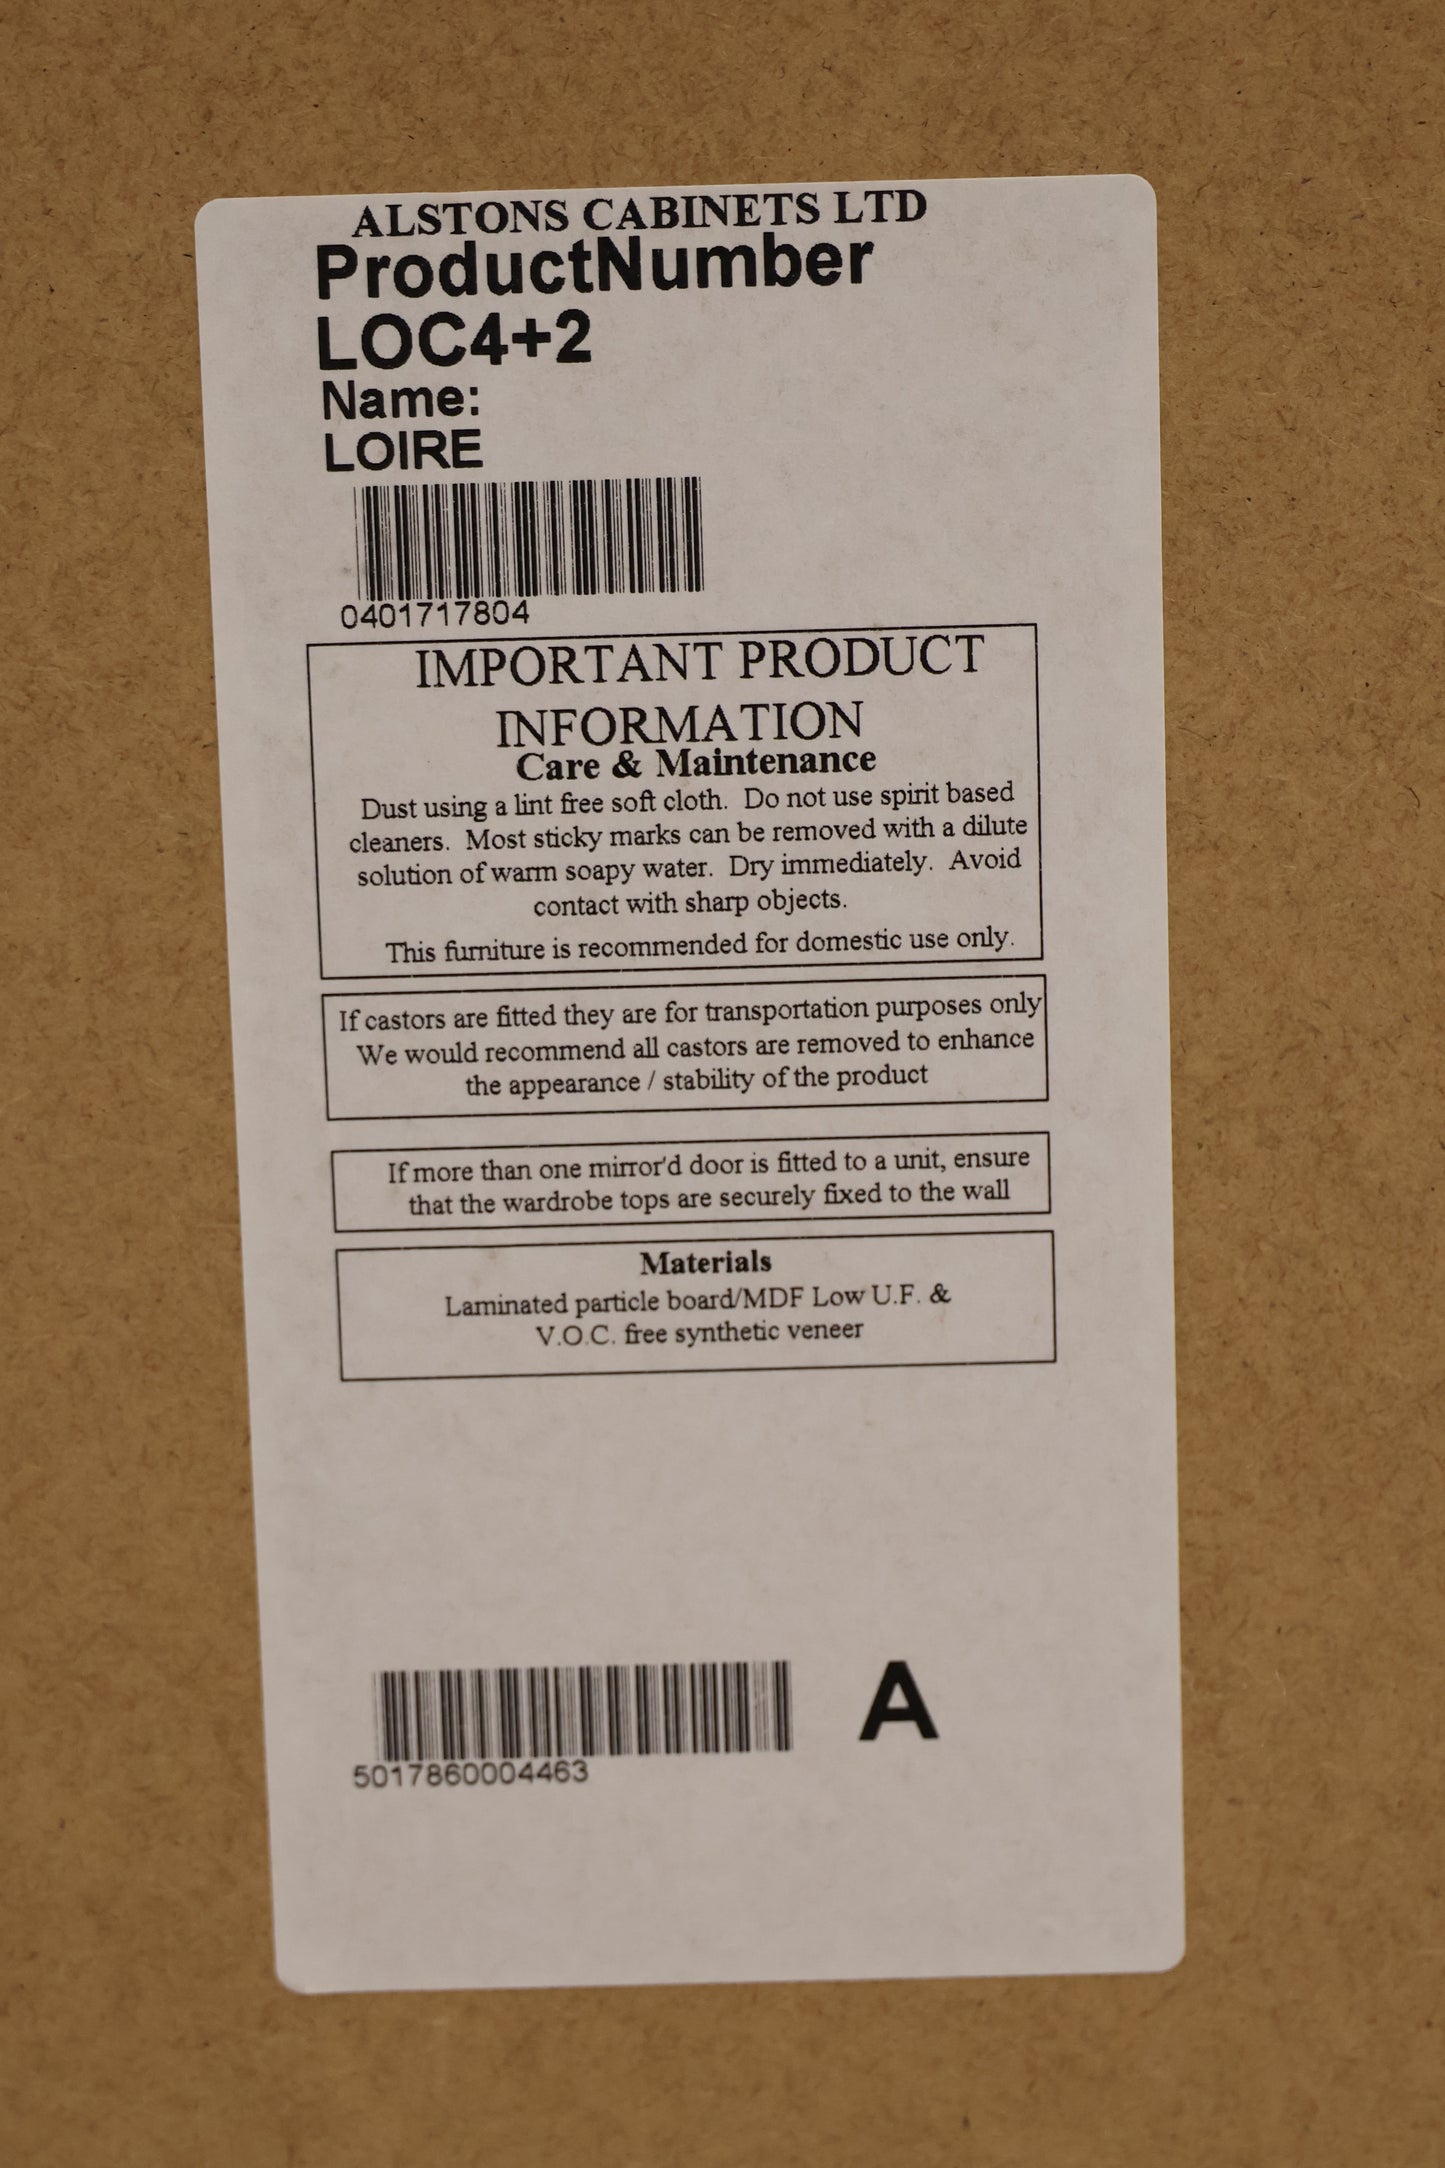 ALSTONS CABINETS LTD
ProductNumber
LOC4+2
Name:
LOIRE
0401717804
IMPORTANT PRODUCT
INFORMATION
Care & Maintenance
Dust using a lint free soft cloth.  Do not use spirit based
cleaners.  Most sticky marks can be removed with a dilute
solution of warm soapy water.  Dry immediately.  Avoid
contact with sharp objects.
This furniture is recommended for domestic use only.
If castors are fitted they are for transportation purposes only
We would recommend all castors are removed to enhance
the appearance / stability of the product
If more than one mirror'd door is fitted to a unit, ensure
that the wardrobe tops are securely fixed to the wall
Materials
Laminated particle board/MDF Low U.F. &
V.O.C. free synthetic veneer
A
5017860004463